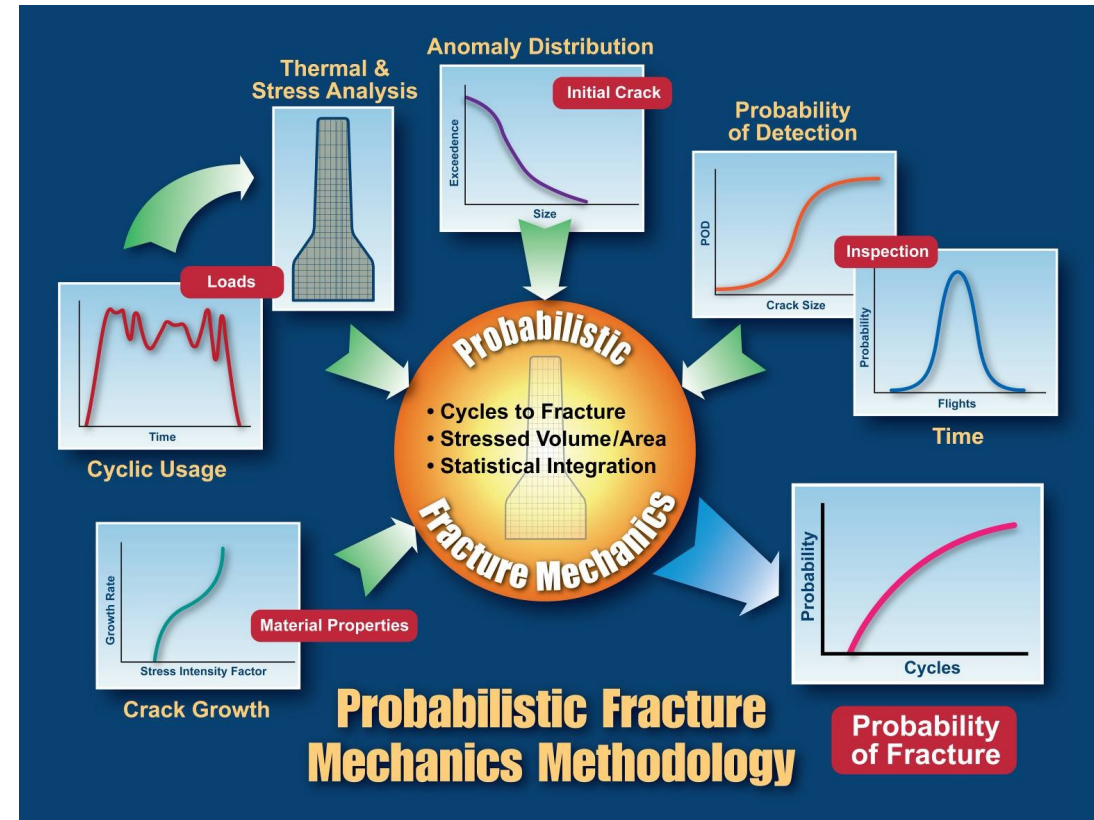 Anomaly Distribution
Thermal &
Stress Analysis
Initial Crack
Exceedence
Size
Probability
of Detection
POD
Crack Size
Inspection
Probability
Flights
Time
Loads
Time
Cyclic Usage
Probabilistic
• Cycles to Fracture
• Stressed Volume/Area
• Statistical Integration
Fracture Mechanics
Growth Rate
Stress Intensity Factor
Material Properties
Crack Growth
Probability
Cycles
Probability
of Fracture
Probabilistic Fracture
Mechanics Methodology